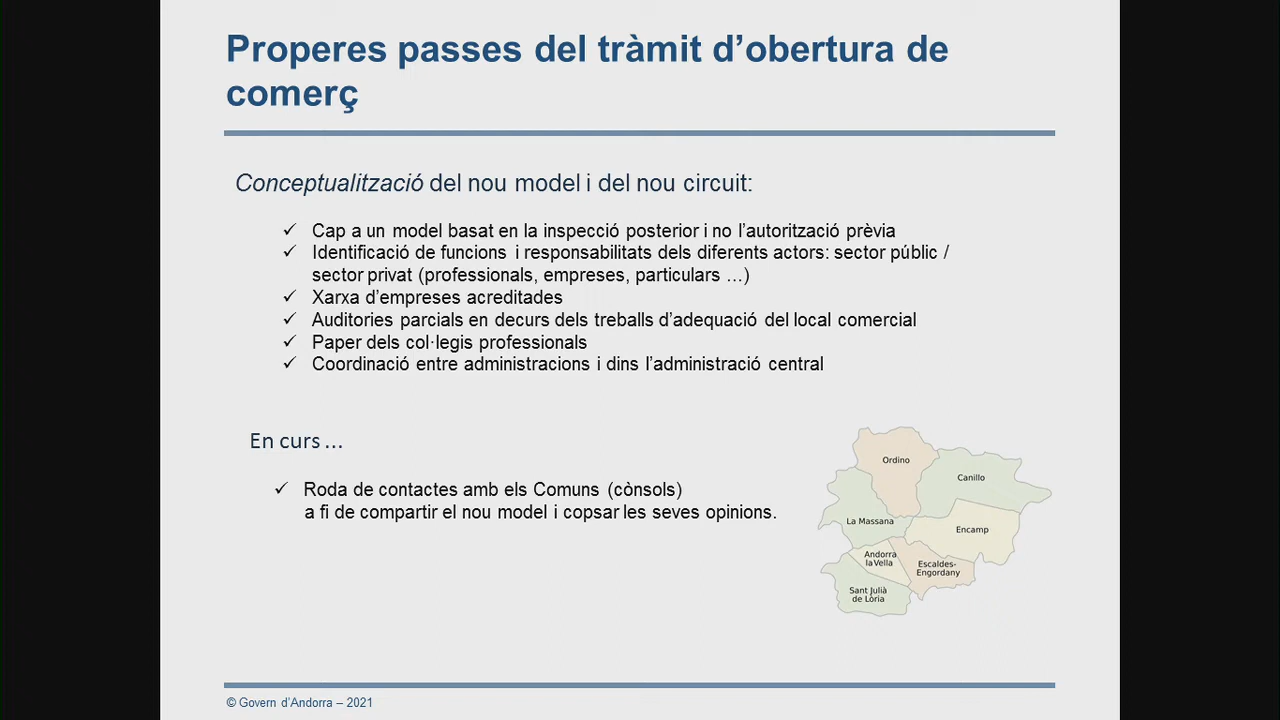 Properes passes del tràmit d’obertura de
comerç
Conceptualització del nou model i del nou circuit:
✓ Cap a un model basat en la inspecció posterior i no l’autorització prèvia
✓ Identificació de funcions i responsabilitats dels diferents actors: sector públic /
sector privat (professionals, empreses, particulars …)
✓ Xarxa d’empreses acreditades
✓ Auditories parcials en decurs dels treballs d’adequació del local comercial
✓ Paper dels col·legis professionals
✓ Coordinació entre administracions i dins l’administració central
En curs …
✓ Roda de contactes amb els Comuns (cònsols)
a fi de compartir el nou model i copsar les seves opinions.
Ordino
Canillo
La Massana
Encamp
Andorra
la Vella
Escaldes-
Engordany
Sant Julià
de Lòria
© Govern d’Andorra – 2021